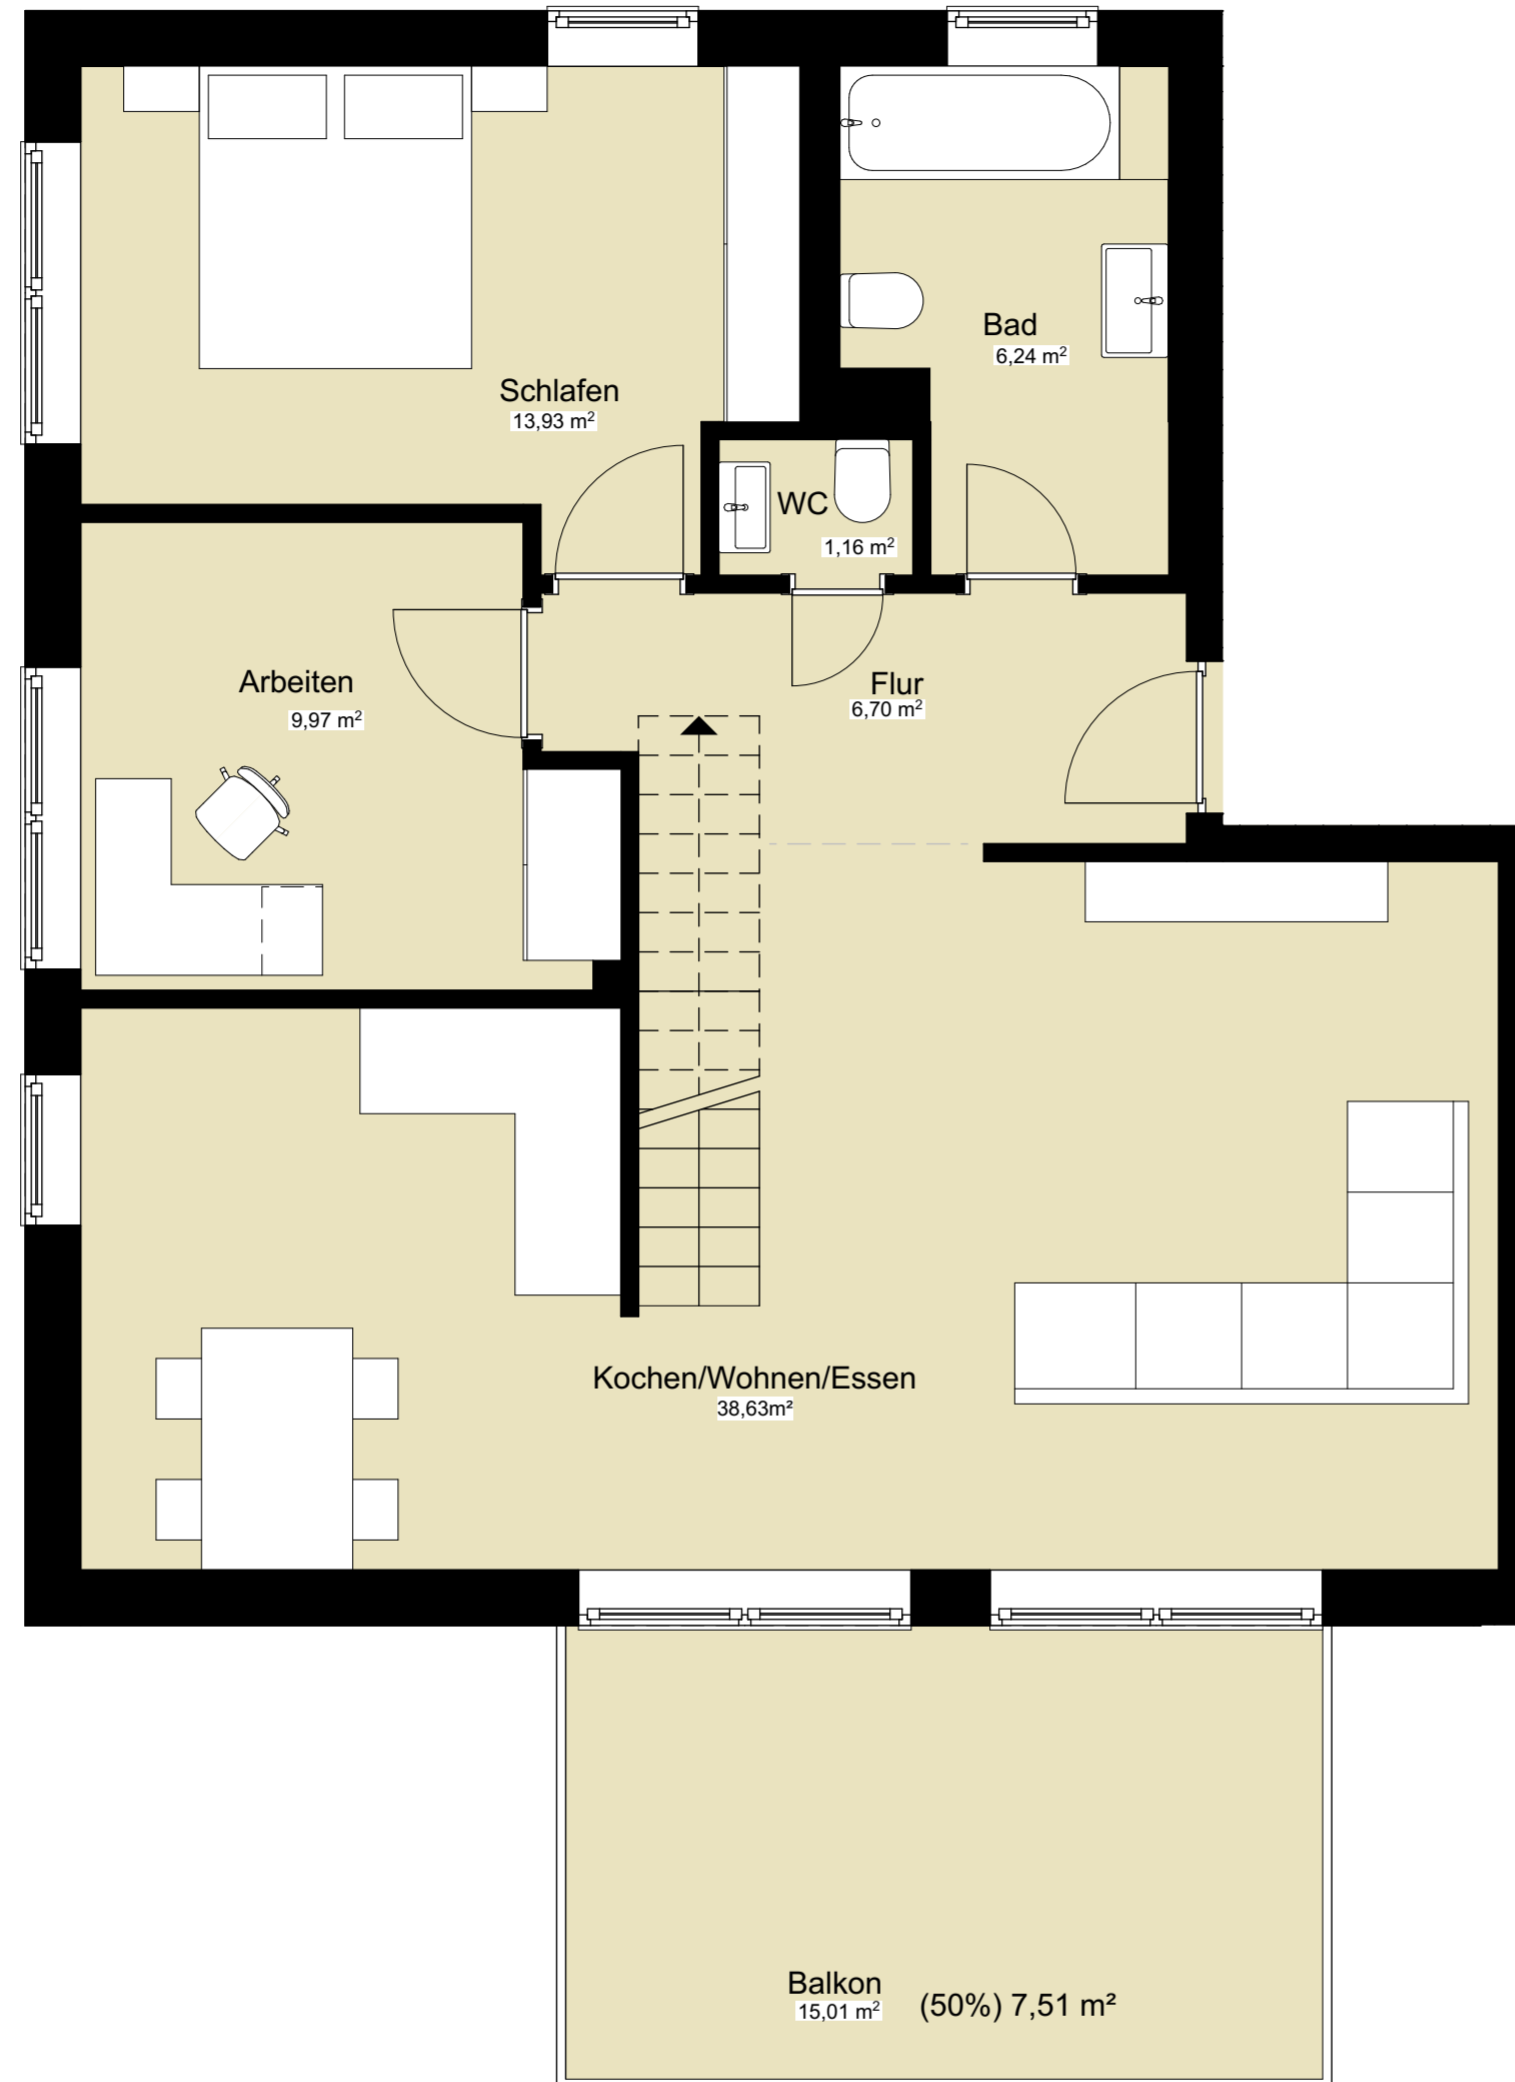 Schlafen
13,93 m²
Bad
6,24 m²
WC
1,16 m²
Arbeiten
9,97 m²
Flur
6,70 m²
Kochen/Wohnen/Essen
38,63m²
Balkon
15,01 m²
(50%) 7,51 m²